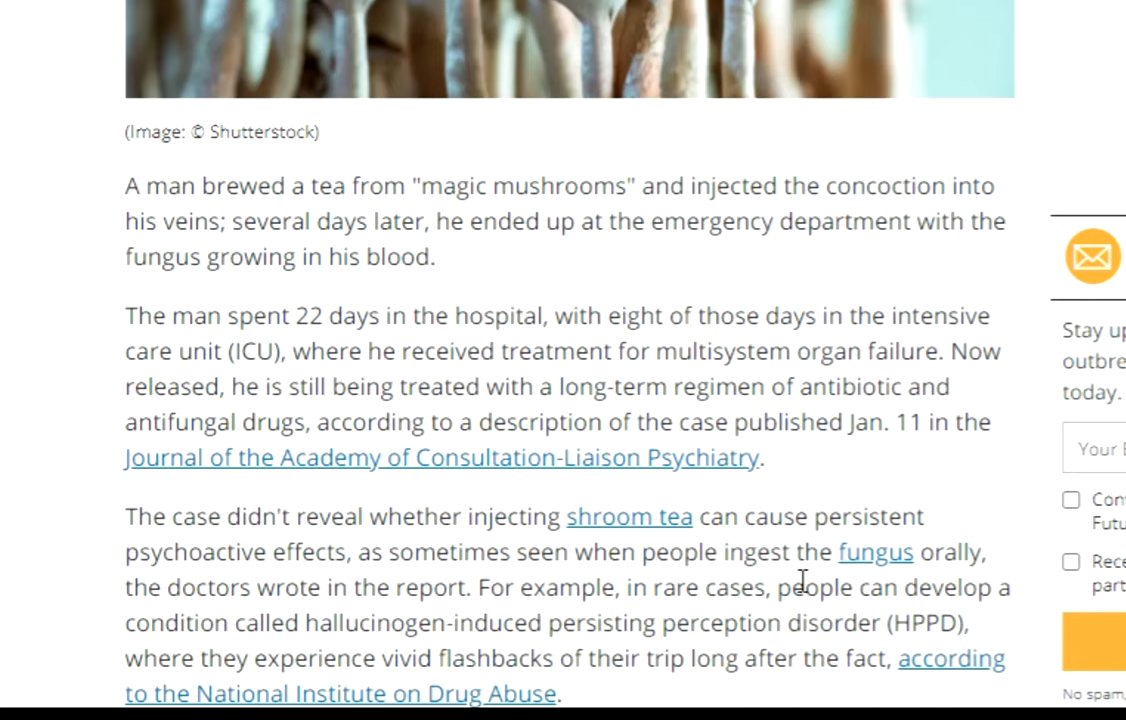 (Image: © Shutterstock)
A man brewed a tea from "magic mushrooms" and injected the concoction into
his veins; several days later, he ended up at the emergency department with the
fungus growing in his blood.
The man spent 22 days in the hospital, with eight of those days in the intensive
care unit (ICU), where he received treatment for multisystem organ failure. Now
released, he is still being treated with a long-term regimen of antibiotic and
antifungal drugs, according to a description of the case published Jan. 11 in the
Journal of the Academy of Consultation-Liaison Psychiatry.
The case didn't reveal whether injecting shroom tea can cause persistent
psychoactive effects, as sometimes seen when people ingest the fungus orally,
the doctors wrote in the report. For example, in rare cases, people can develop a
condition called hallucinogen-induced persisting perception disorder (HPPD),
where they experience vivid flashbacks of their trip long after the fact, according
to the National Institute on Drug Abuse.
Stay
today.
Your
No spam,